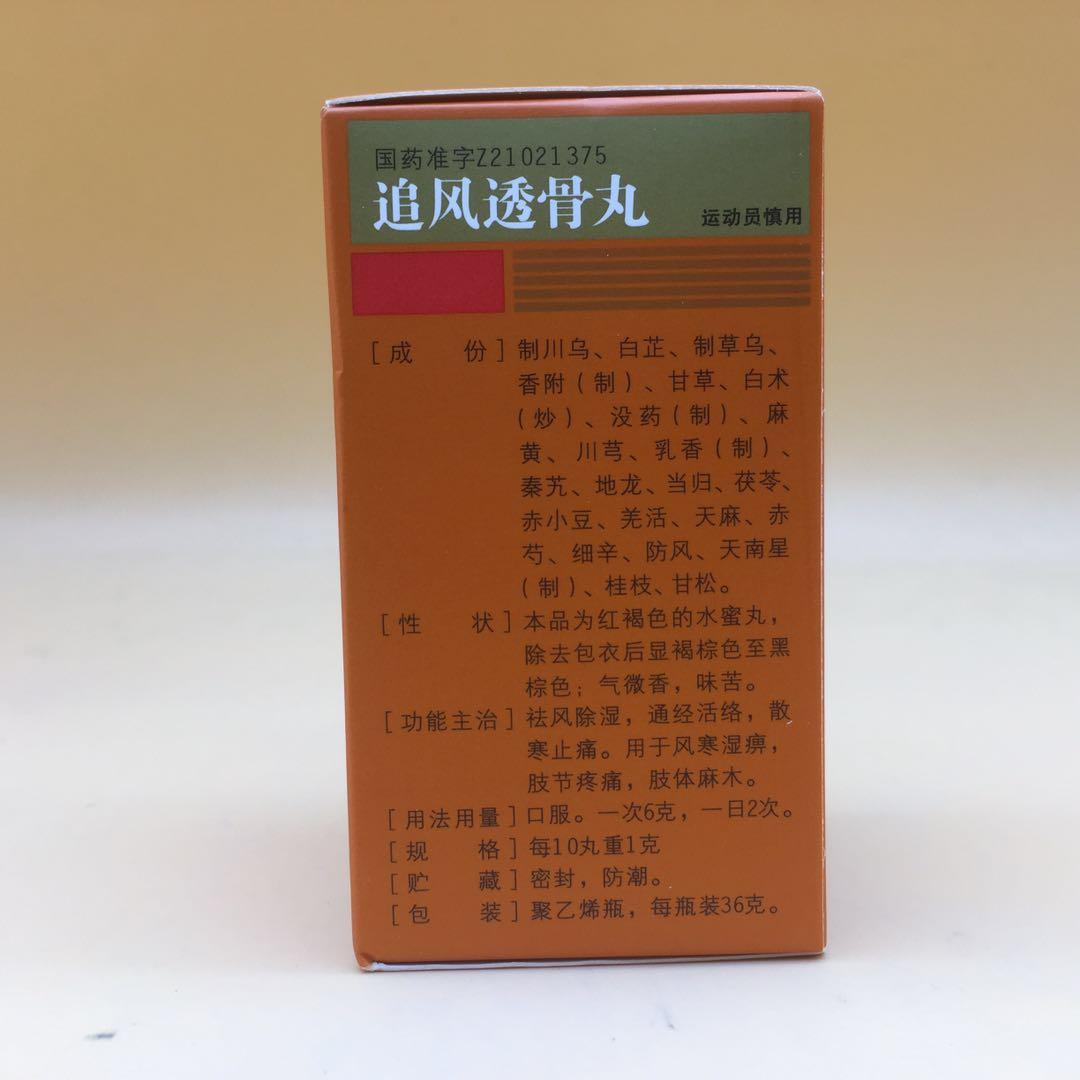 国药准字Z21021375
追风透骨丸 运动员慎用
[成 份]制川乌、白芷、制草乌、
香附(制)、甘草、白术
(炒)、没药(制)、麻
黄、川芎、乳香(制)、
秦艽、地龙、当归、茯苓、
赤小豆、羌活、天麻、赤
芍、细辛、防风、天南星
(制)、桂枝、甘松。
[性 状]本品为红褐色的水蜜丸，
除去包衣后显褐棕色至黑
棕色；气微香，味苦。
[功能主治]祛风除湿，通经活络，散
寒止痛。用于风寒湿痹，
肢节疼痛，肢体麻木。
[用法用量]口服。一次6克，一日2次。
[规 格]每10丸重1克
[贮 藏]密封，防潮。
[包 装]聚乙烯瓶，每瓶装36克。